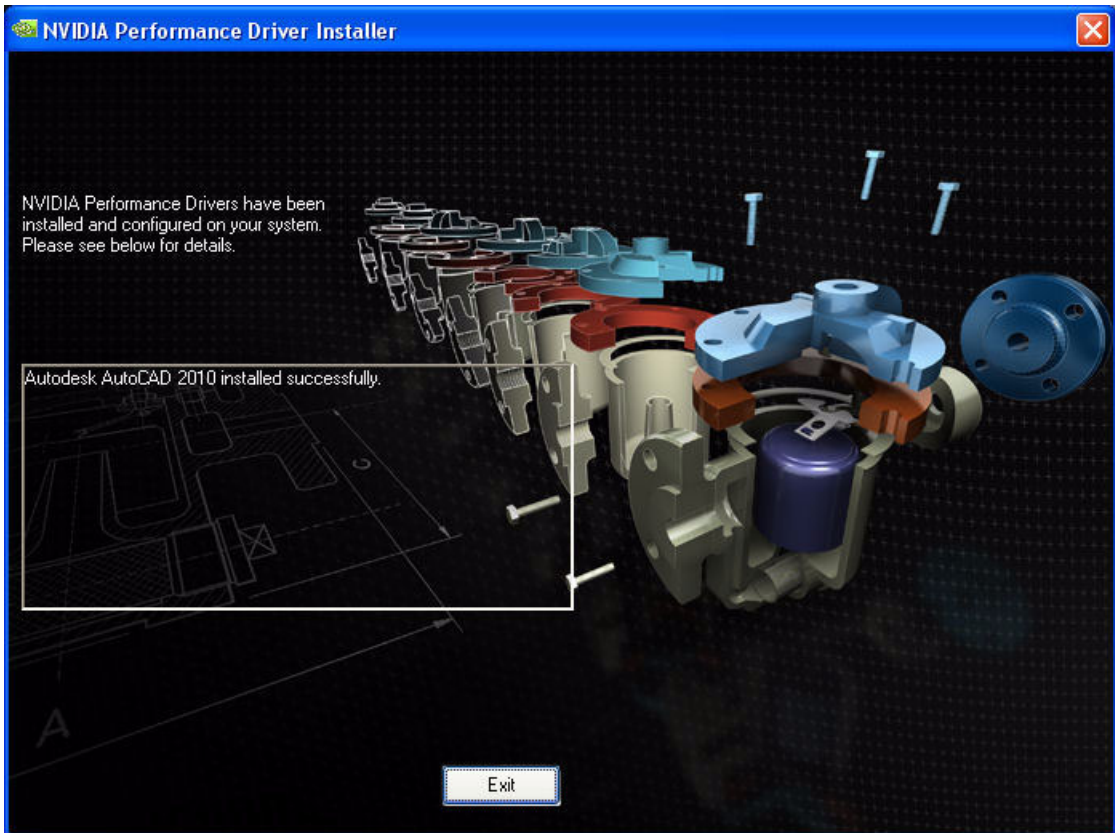 NVIDIA Performance Driver Installer
NVIDIA Performance Drivers have been
installed and configured on your system.
Please see below for details.
Autodesk AutoCAD 2010 installed successfully.
G
A
Exit